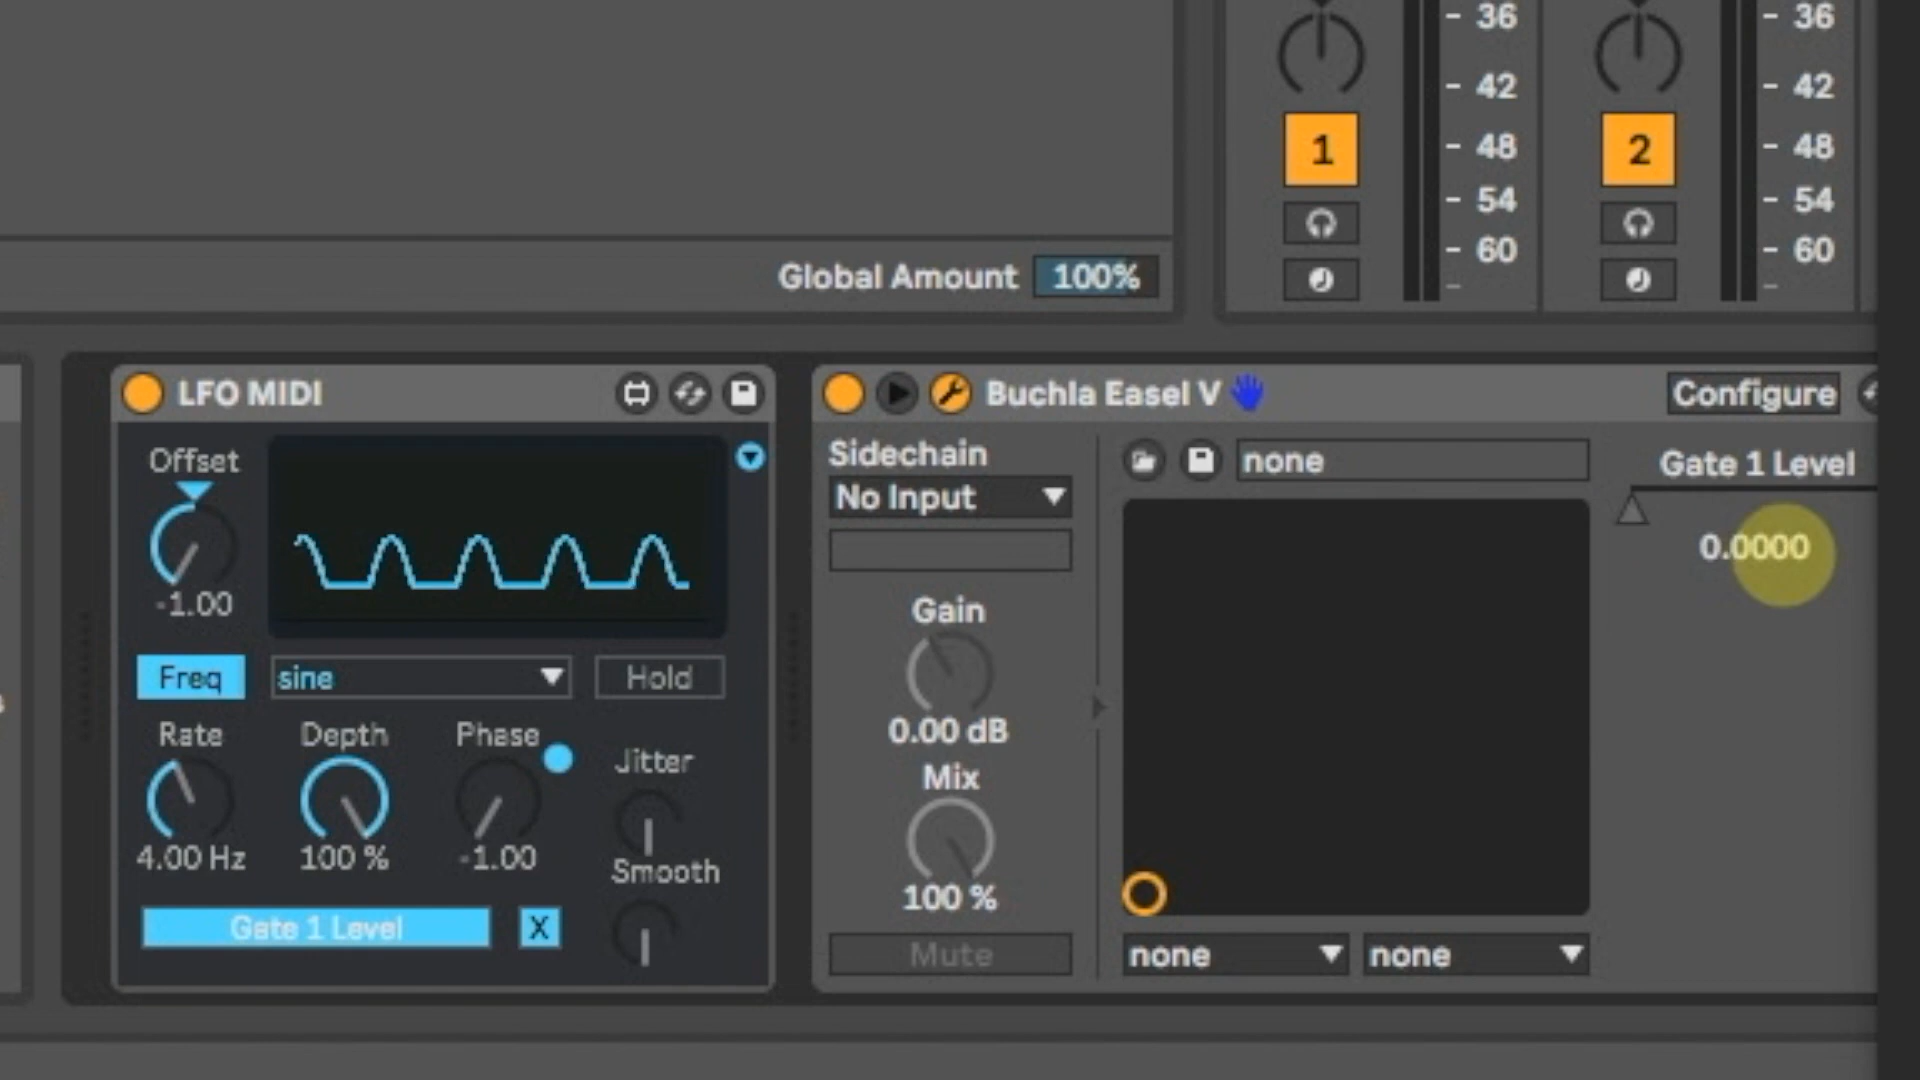 - 36
- 42
1
- 48
- 54
- 60
- 36
- 42
2
- 48
- 54
- 60
Global Amount 100%
LFO MIDI
Offset
-1.00
Freq
sine
Hold
Rate
4.00 Hz
Depth
100 %
Phase
-1.00
Jitter
Smooth
Gate 1 Level
X
Buchla Easel V
Configure
Sidechain
No Input
Gain
0.00 dB
Mix
100 %
Mute
none
none
none
Gate 1 Level
0.0000